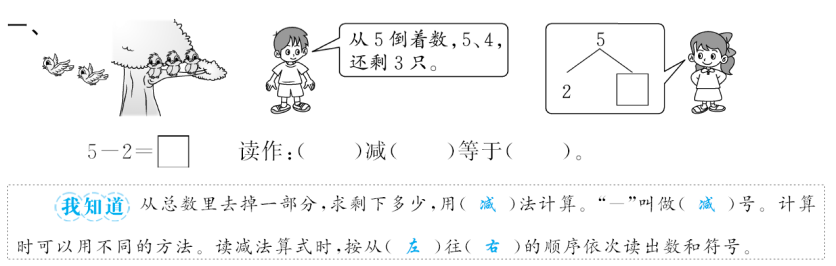 一、
从5倒着数,5、4,
还剩3只。
5
2 □
5-2=□ 读作:( )减( )等于( )。
我知道 从总数里去掉一部分,求剩下多少,用( 减 )法计算。“-”叫做( 减 )号。计算
时可以用不同的方法。读减法算式时,按从( 左 )往( 右 )的顺序依次读出数和符号。